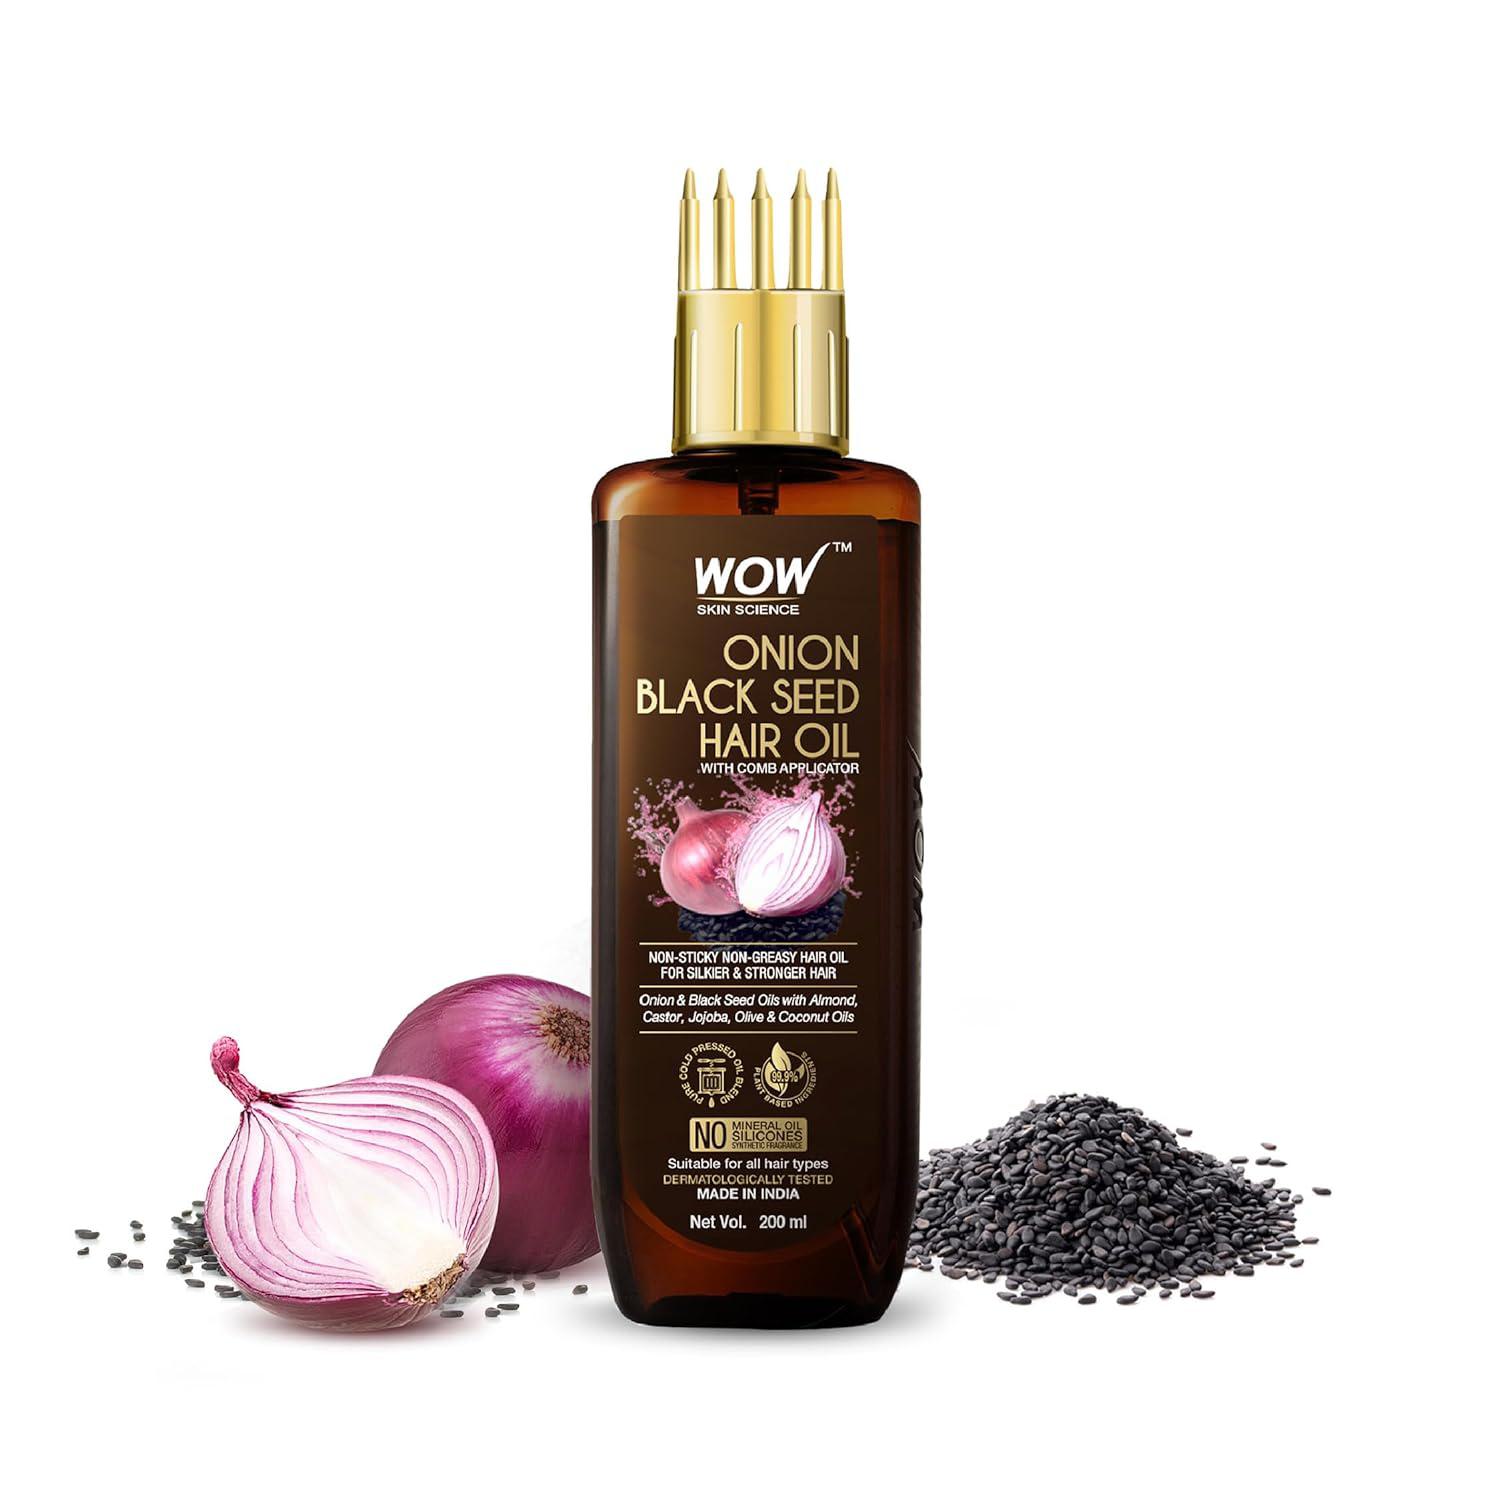 WOW™
SKIN SCIENCE
ONION
BLACK SEED
HAIR OIL
WITH COMB APPLICATOR
NON-STICKY NON-GREASY HAIR OIL
FOR SILKIER & STRONGER HAIR
Onion & Black Seed Oils with Almond,
Castor, Jojoba, Olive & Coconut Oils
PURE COLD PRESSED OIL BLEND
99.9%
PLANT BASED INGREDIENTS
NO MINERAL OIL
SILICONES
SYNTHETIC FRAGRANCE
Suitable for all hair types
DERMATOLOGICALLY TESTED
MADE IN INDIA
Net Vol. 200 ml
WOW